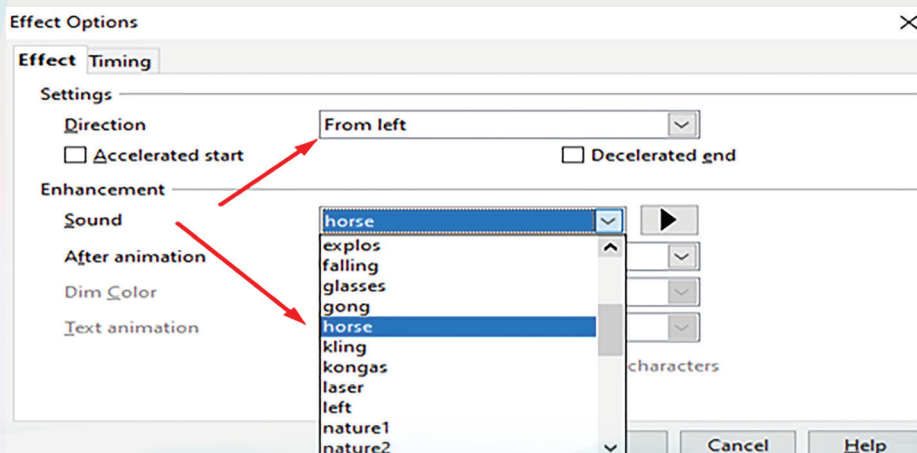 Effect Options
Effect Timing
Settings
Direction From left
Accelerated start Decelerated end
Enhancement
Sound horse
After animation explos
falling
Dim Color glasses
gong
Text animation horse
kling
kongas characters
laser
left
nature1
nature2 Cancel Help